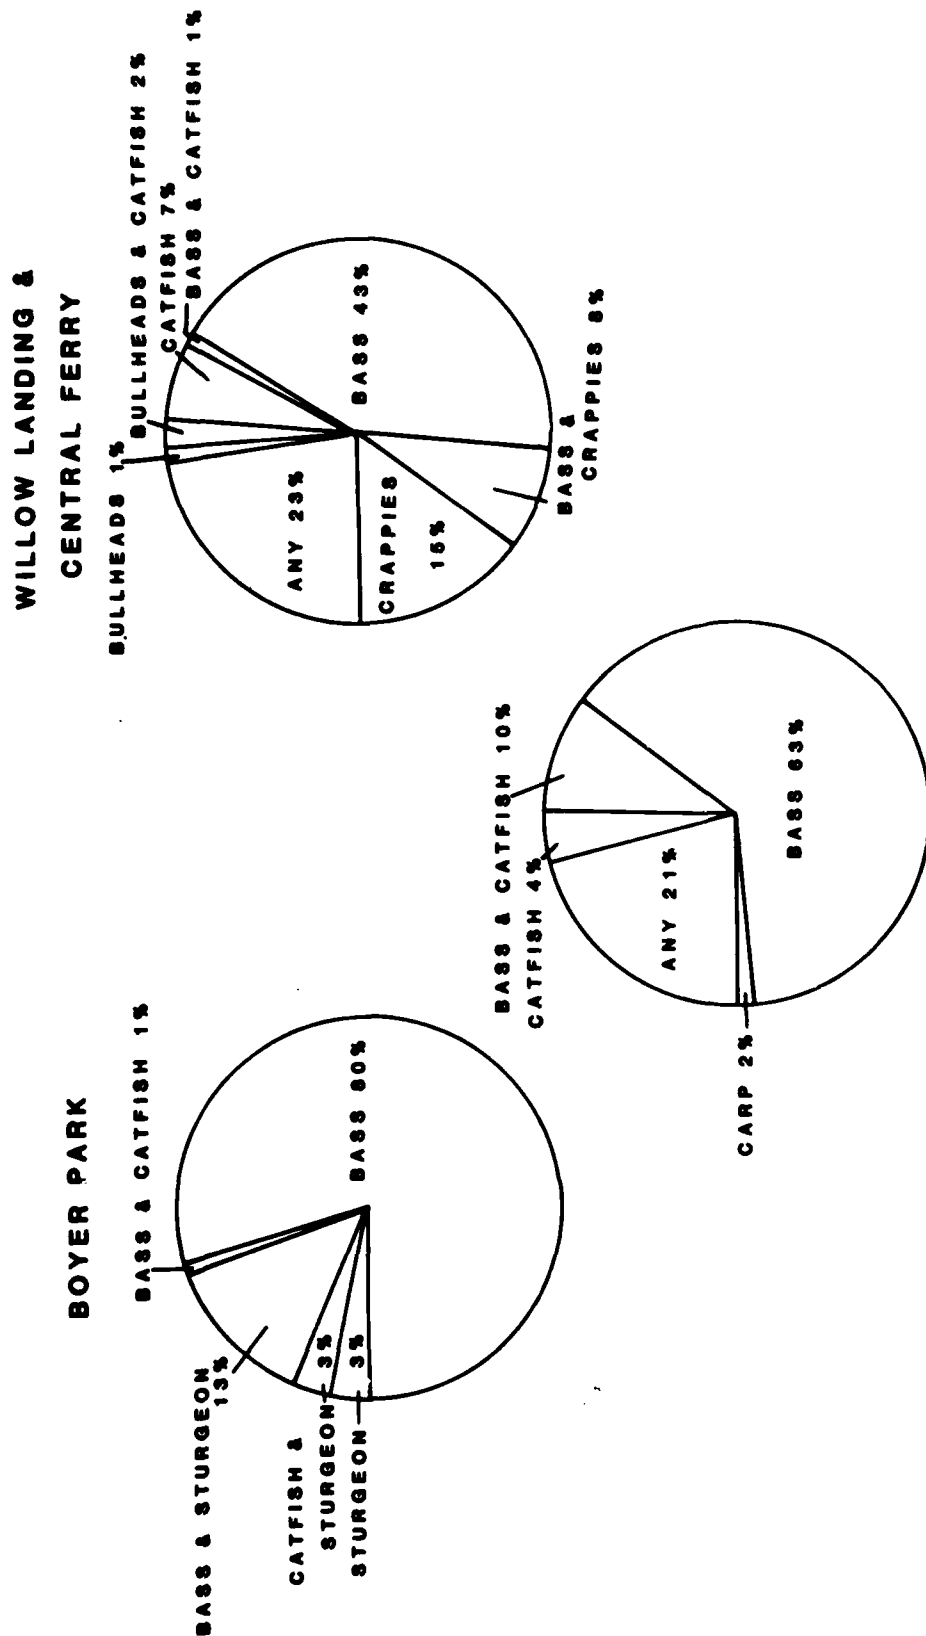 BOYER PARK
BASS & CATFISH 1%
BASS & STURGEON
13%
CATFISH &
STURGEON 3%
STURGEON 3%
BASS 80%
WILLOW LANDING &
CENTRAL FERRY
BULLHEADS 1%
BULLHEADS & CATFISH 2%
CATFISH 7%
BASS & CATFISH 1%
ANY 23%
BASS 43%
CRAPPIES
15%
BASS &
CRAPPIES 8%
BASS & CATFISH 10%
CATFISH 4%
ANY 21%
CARP 2%
BASS 63%